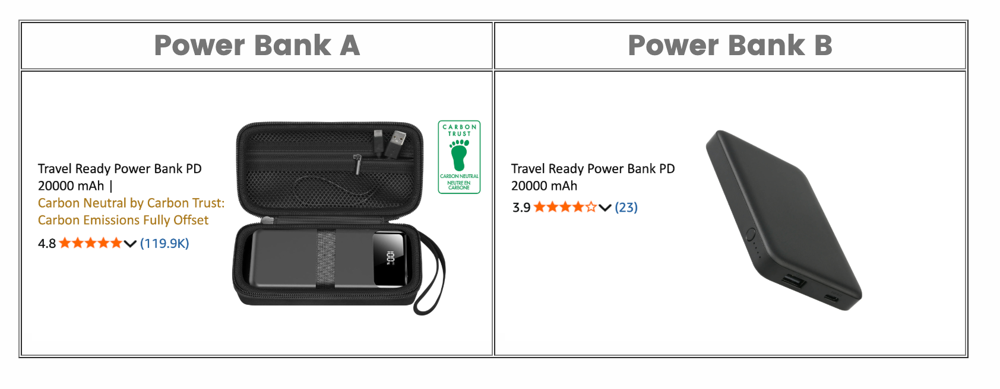 Power Bank A
Power Bank B
Travel Ready Power Bank PD
20000 mAh |
Carbon Neutral by Carbon Trust:
Carbon Emissions Fully Offset
4.8 (119.9K)
CARBON
TRUST
CARBON NEUTRAL
NEUTRE EN
CARBONE
100%
Travel Ready Power Bank PD
20000 mAh
3.9 (23)